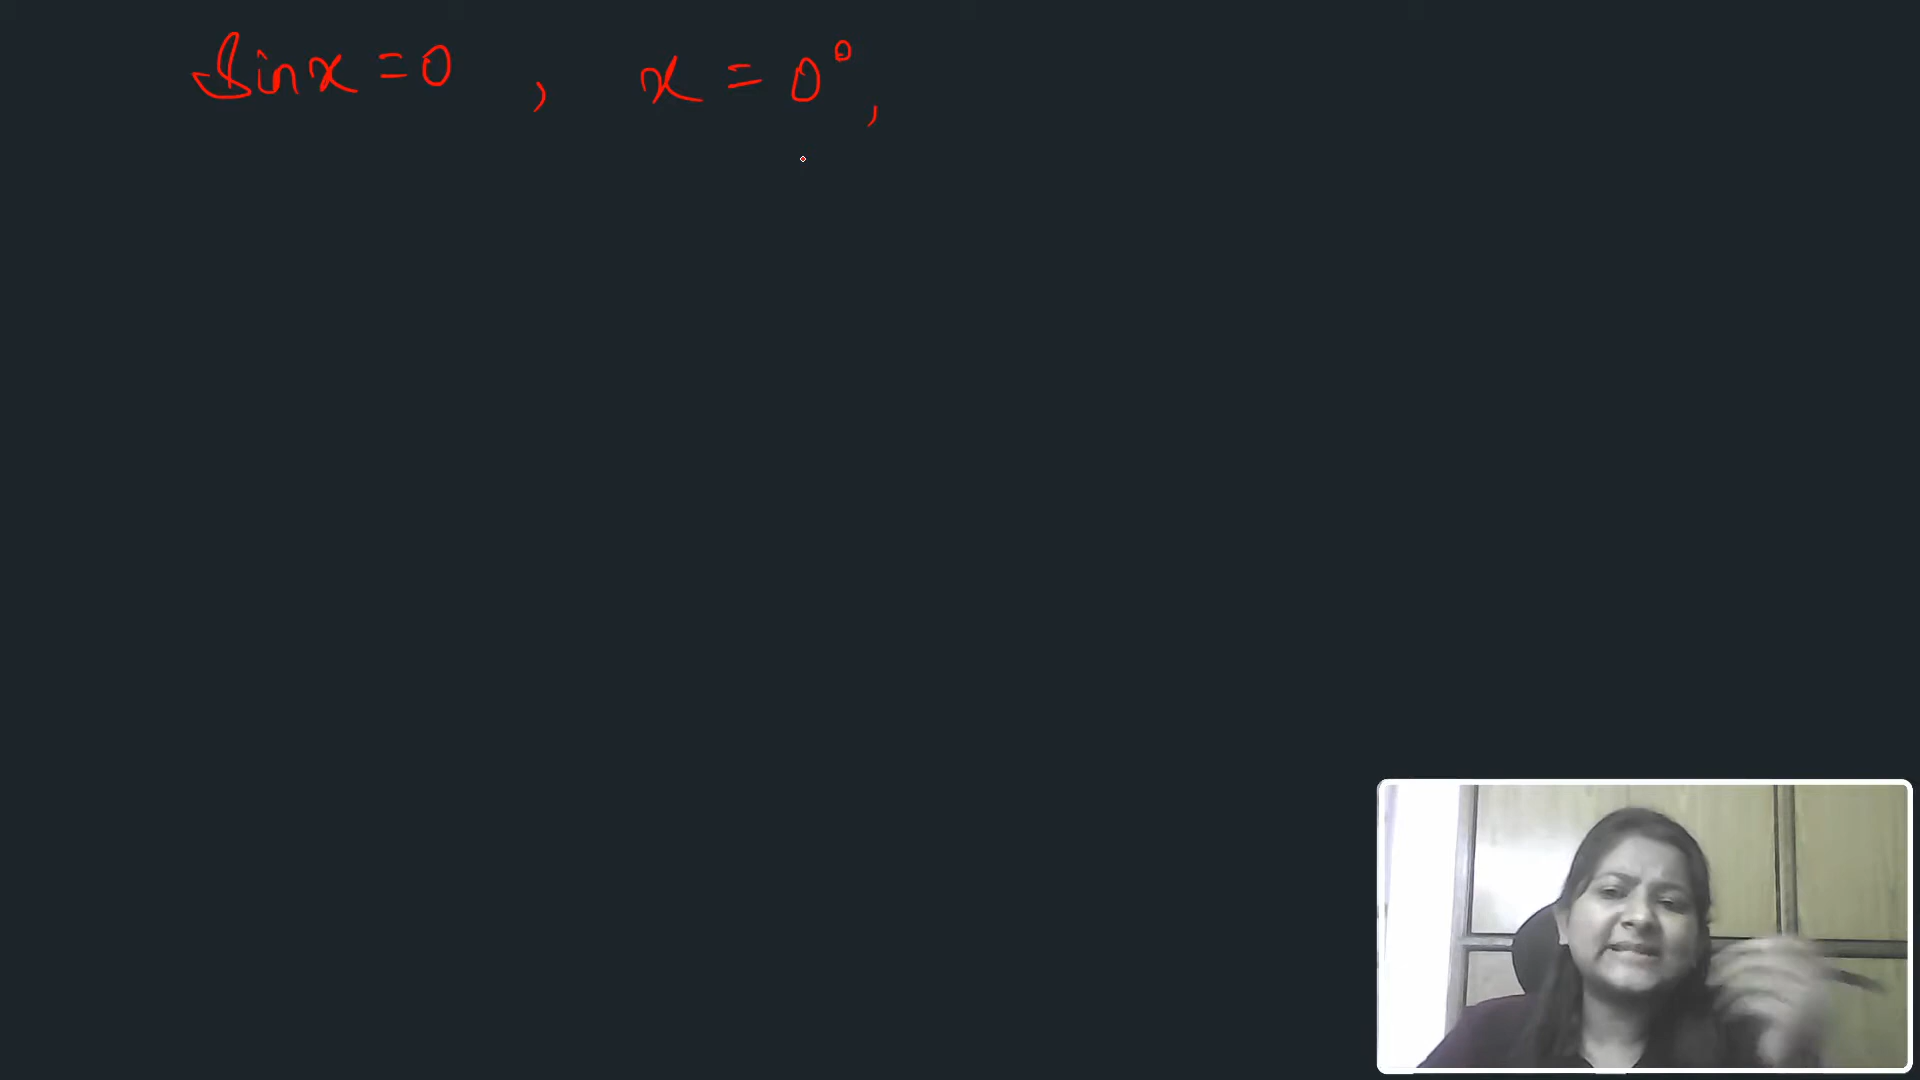 Sin x = 0 , x = 0°,